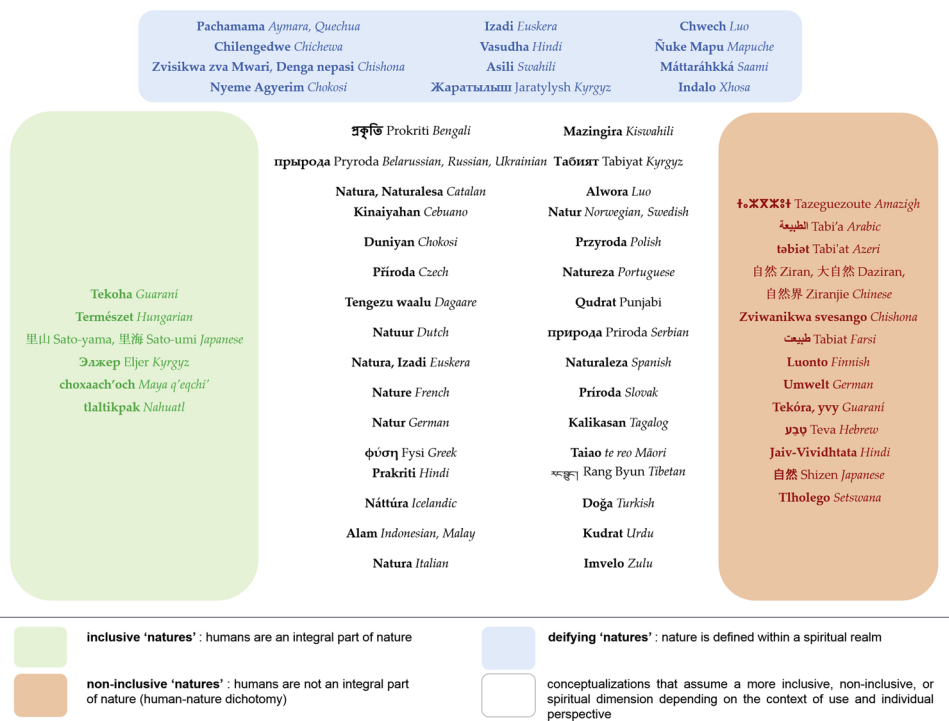 Pachamama Aymara, Quechua
Chilengedwe Chichewa
Zvisikwa zva Mwari, Denga nepasi Chishona
Nyeme Agyerim Chokosi
Izadi Euskera
Vasudha Hindi
Asili Swahili
Жаратылыш Jaratylysh Kyrgyz
Chwech Luo
Ñuke Mapu Mapuche
Máttaráhkká Saami
Indalo Xhosa
Tekoha Guaraní
Természet Hungarian
里山 Sato-yama, 里海 Sato-umi Japanese
Элжер Eljer Kyrgyz
choxaach’och Maya q’eqchi’
tlaltikpak Nahuatl
প্রকৃতি Prokriti Bengali
прырода Pryroda Belarussian, Russian, Ukrainian
Natura, Naturalesa Catalan
Kinaiyahan Cebuano
Duniyan Chokosi
Příroda Czech
Tengezu waalu Dagaare
Natuur Dutch
Natura, Izadi Euskera
Nature French
Natur German
φύση Fysi Greek
Prakriti Hindi
Náttúra Icelandic
Alam Indonesian, Malay
Natura Italian
Mazingira Kiswahili
Табият Tabiyat Kyrgyz
Alwora Luo
Natur Norwegian, Swedish
Przyroda Polish
Natureza Portuguese
Qudrat Punjabi
природа Priroda Serbian
Naturaleza Spanish
Príroda Slovak
Kalikasan Tagalog
Taiao te reo Māori
རང་བྱུང། Rang Byun Tibetan
Doğa Turkish
Kudrat Urdu
Imvelo Zulu
ⵜⴰⵣⴳⵣⵓⵜ Tazeguezoute Amazigh
الطبيعة Tabi’a Arabic
təbiət Tabi'at Azeri
自然 Ziran, 大自然 Daziran,
自然界 Ziranjie Chinese
Zviwanikwa svesango Chishona
طبیعت Tabiat Farsi
Luonto Finnish
Umwelt German
Tekóra, yvy Guaraní
טֶבַע Teva Hebrew
Jaiv-Vividhtata Hindi
自然 Shizen Japanese
Tlholego Setswana
inclusive ‘natures’ : humans are an integral part of nature
non-inclusive ‘natures’ : humans are not an integral part
of nature (human-nature dichotomy)
deifying ‘natures’ : nature is defined within a spiritual realm
conceptualizations that assume a more inclusive, non-inclusive, or
spiritual dimension depending on the context of use and individual
perspective